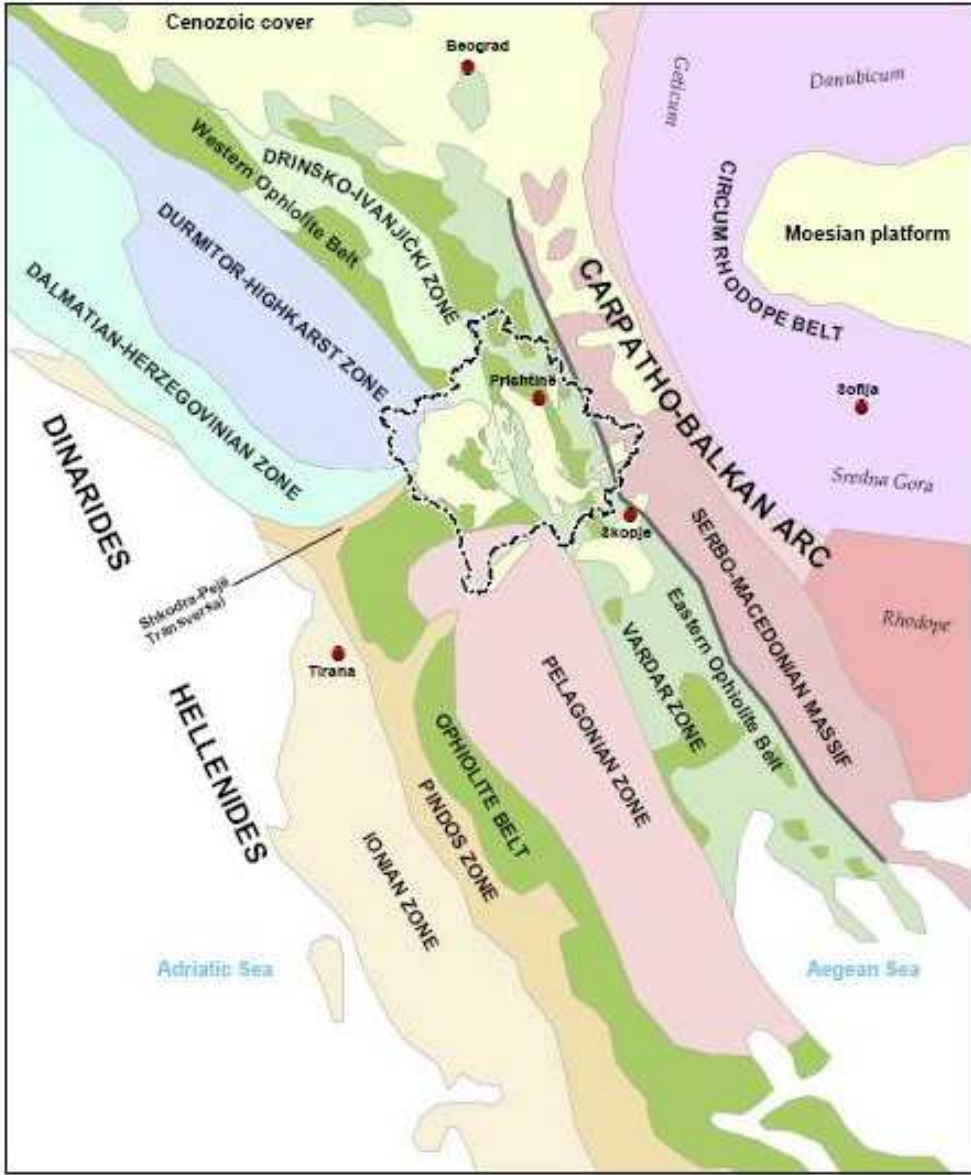 Cenozoic cover
Beograd
Geticum
Danubicum
Western Ophiolite Belt
DRINSKO-IVANJIČKI ZONE
CIRCUM RHODOPE BELT
Moesian platform
DURMITOR-HIGHKARST ZONE
DALMATIAN-HERZEGOVINIAN ZONE
CARPATHO-BALKAN ARC
Prishtinë
Sofija
DINARIDES
Sredna Gora
Skopje
SERBO-MACEDONIAN MASSIF
Shkodra-Peja
Transversal
Rhodope
Tirana
Eastern Ophiolite Belt
VARDAR ZONE
PELAGONIAN ZONE
HELLENIDES
OPHIOLITE BELT
PINDOS ZONE
IONIAN ZONE
Adriatic Sea
Aegean Sea